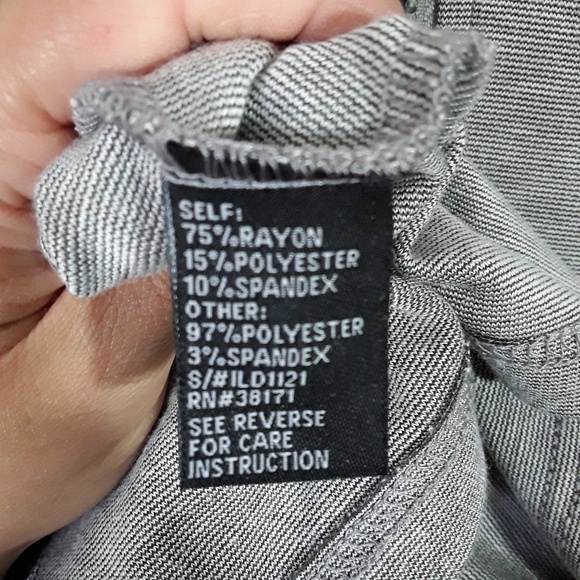 SELF:
75%RAYON
15%POLYESTER
10%SPANDEX
OTHER:
97%POLYESTER
3%SPANDEX
S/#ILD1121
RN#38171
SEE REVERSE
FOR CARE
INSTRUCTION